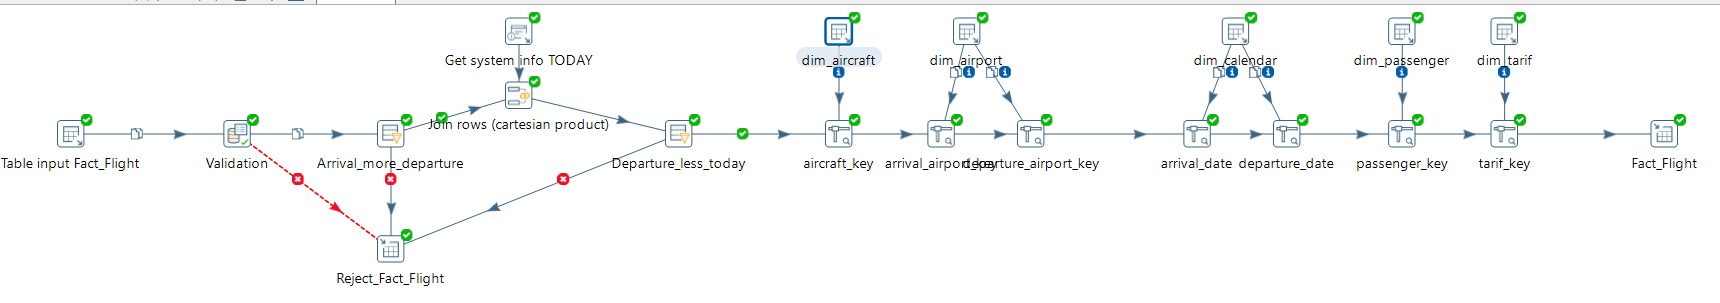 Get system info TODAY
dim_aircraft
dim_airport
dim_calendar
dim_passenger
dim_tarif
Join rows (cartesian product)
Table input Fact_Flight
Validation
Arrival_more_departure
Departure_less_today
aircraft_key
arrival_airport_key
departure_airport_key
arrival_date
departure_date
passenger_key
tarif_key
Fact_Flight
Reject_Fact_Flight